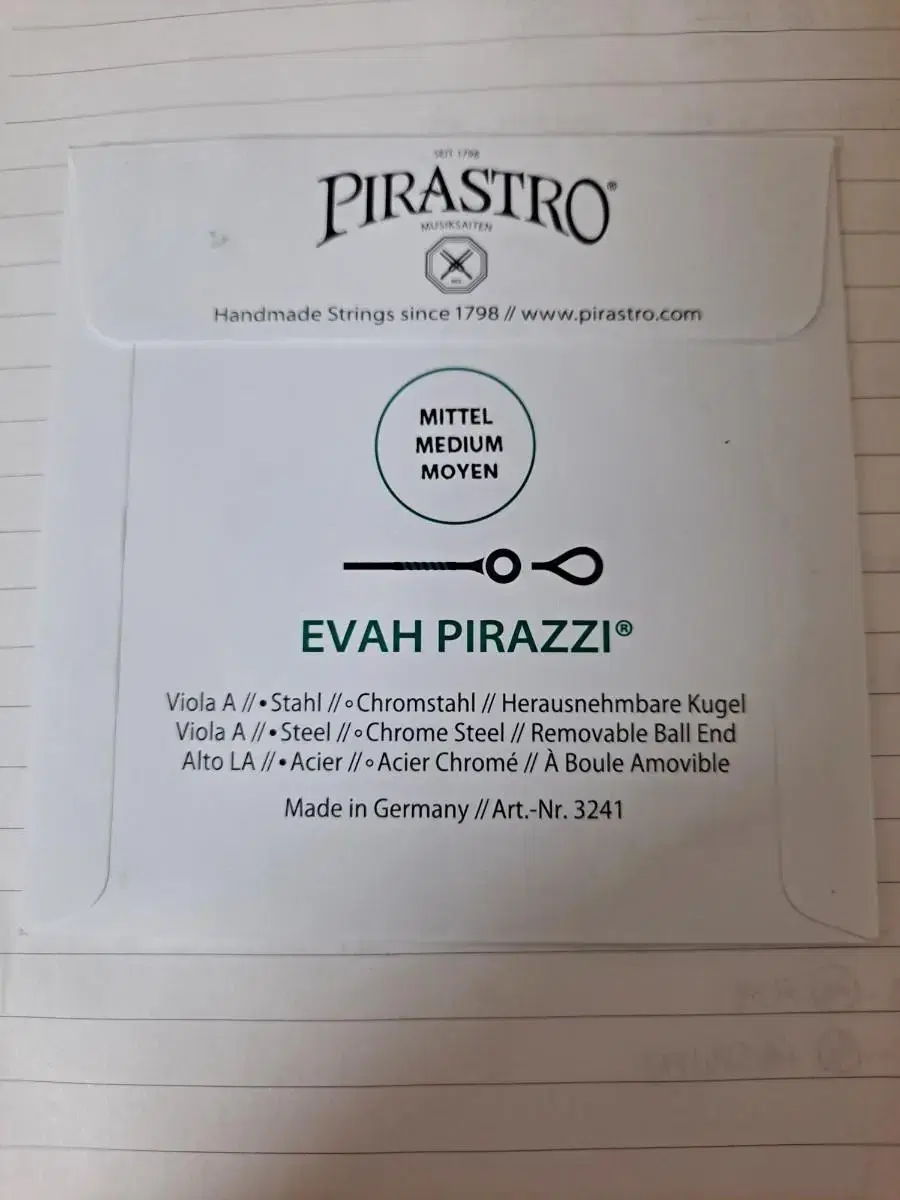 SEIT 1798
PIRASTRO®
MUSIKSAITEN
Handmade Strings since 1798 // www.pirastro.com
MITTEL
MEDIUM
MOYEN
EVAH PIRAZZI®
Viola A //•Stahl //∘Chromstahl // Herausnehmbare Kugel
Viola A //•Steel //∘Chrome Steel // Removable Ball End
Alto LA //•Acier //∘Acier Chromé // À Boule Amovible
Made in Germany // Art.-Nr. 3241